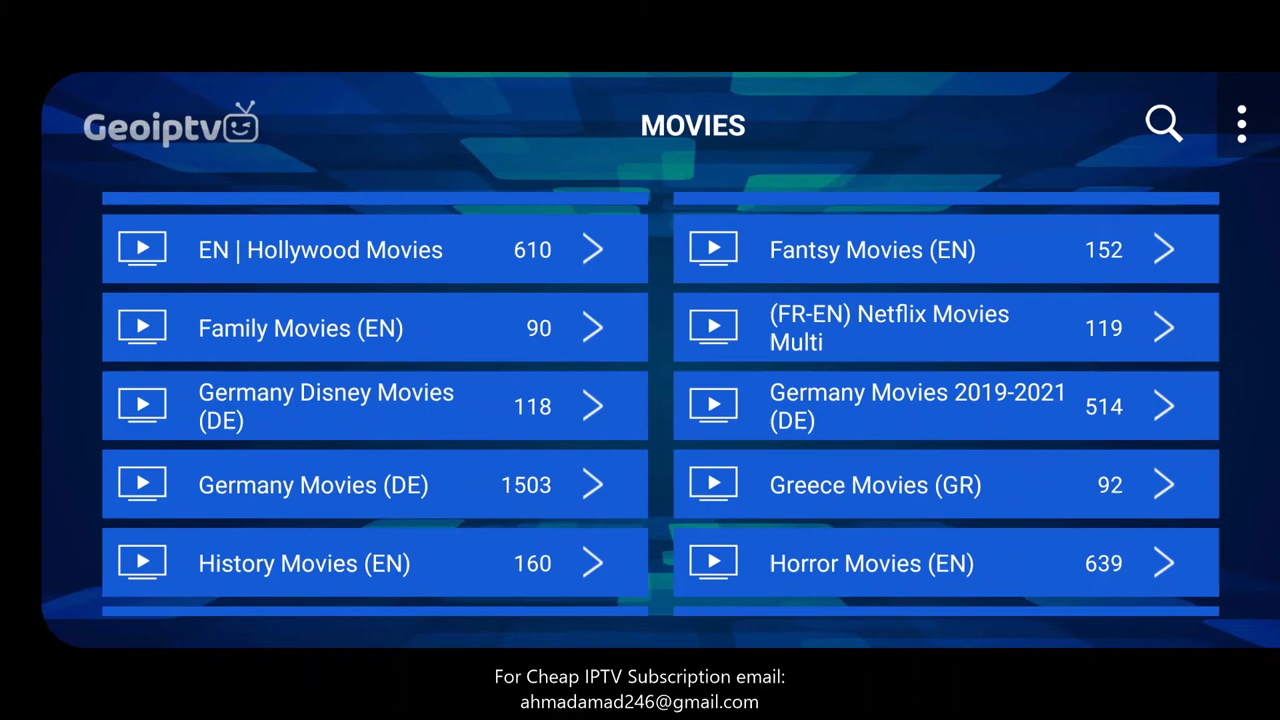 Geoiptv
MOVIES
EN | Hollywood Movies 610
Fantsy Movies (EN) 152
Family Movies (EN) 90
(FR-EN) Netflix Movies
Multi 119
Germany Disney Movies
(DE) 118
Germany Movies 2019-2021
(DE) 514
Germany Movies (DE) 1503
Greece Movies (GR) 92
History Movies (EN) 160
Horror Movies (EN) 639
For Cheap IPTV Subscription email:
ahmadamad246@gmail.com